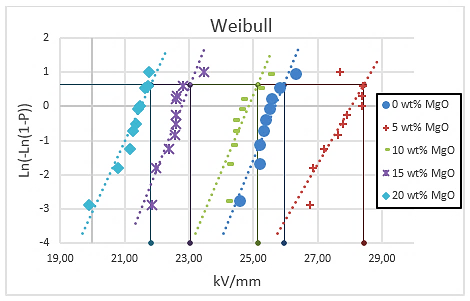 Weibull
2
1
0
-1
-2
-3
-4
Ln(-Ln(1-P))
19,00 21,00 23,00 25,00 27,00 29,00
kV/mm
0 wt% MgO
5 wt% MgO
10 wt% MgO
15 wt% MgO
20 wt% MgO